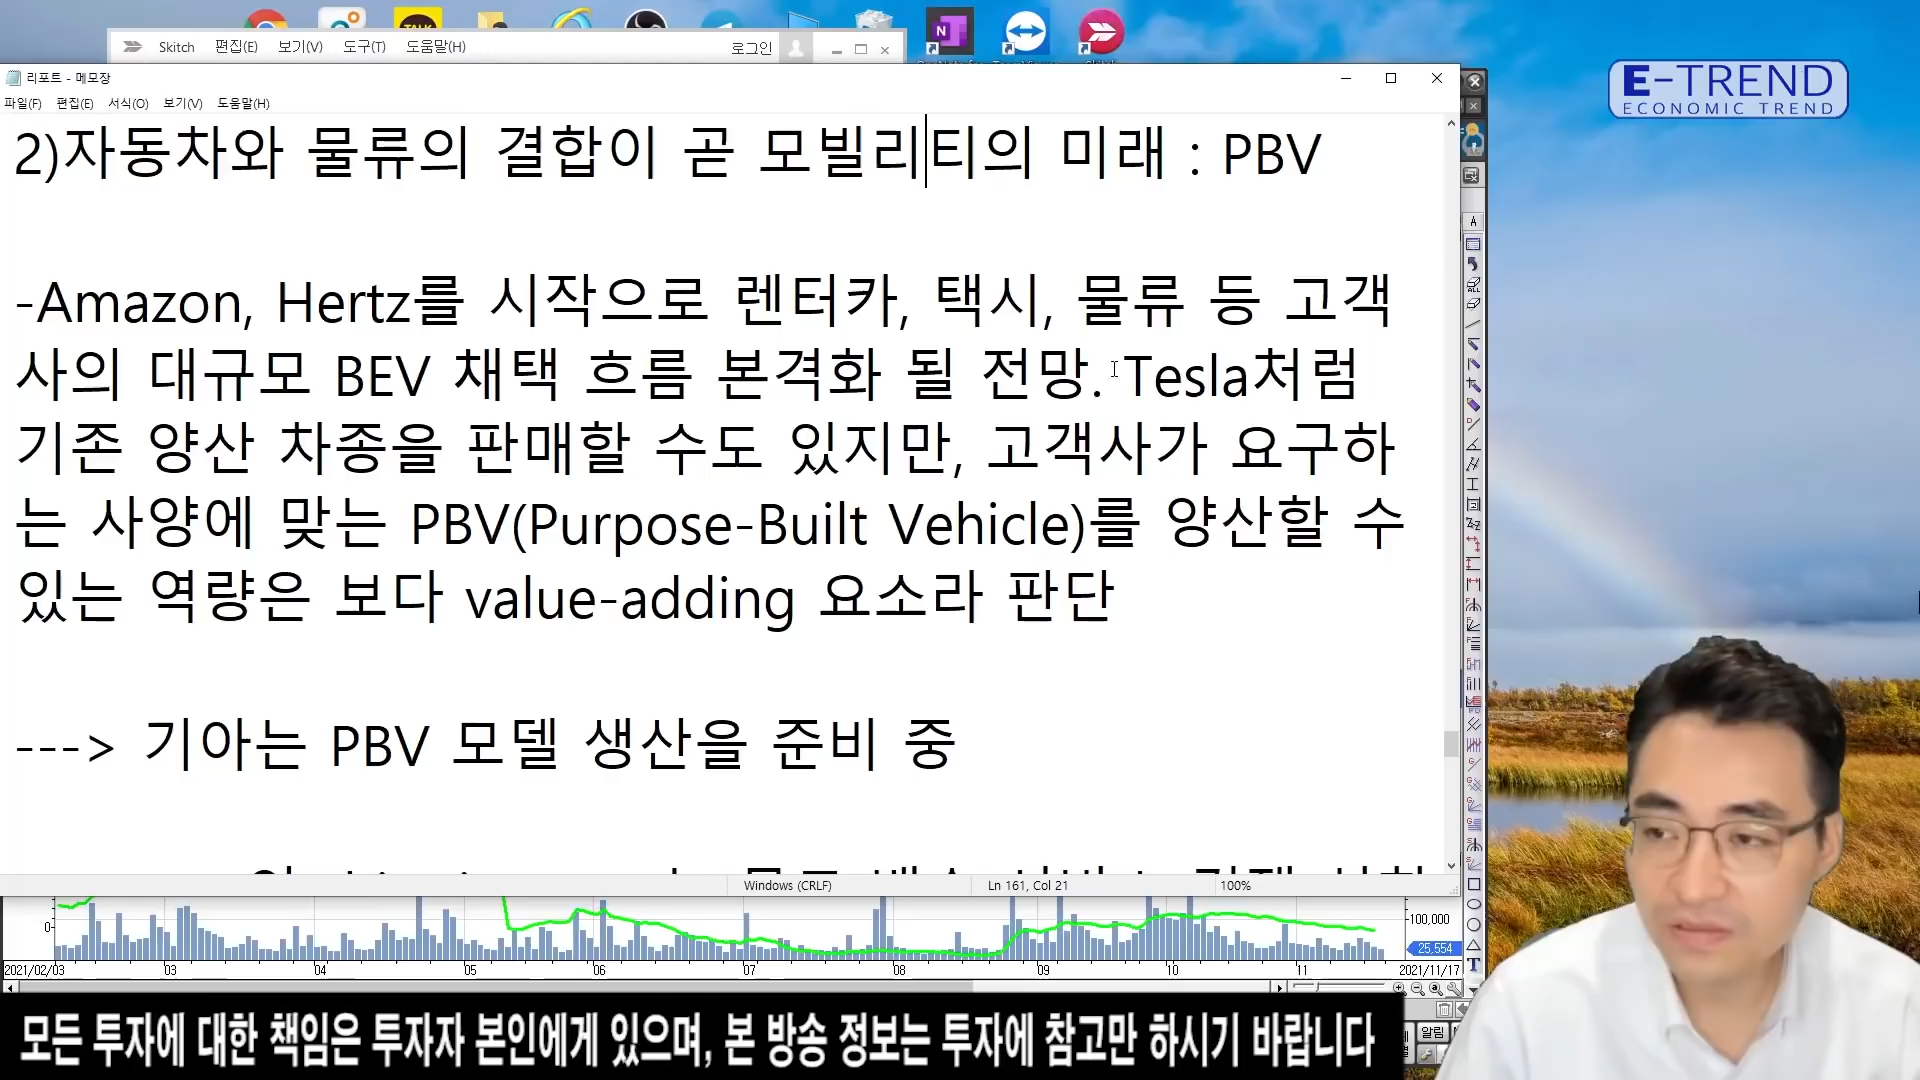 Skitch 편집(E) 보기(V) 도구(T) 도움말(H) 로그인
리포트 - 메모장
파일(F) 편집(E) 서식(O) 보기(V) 도움말(H)
E-TREND
ECONOMIC TREND
2)자동차와 물류의 결합이 곧 모빌리티의 미래 : PBV
-Amazon, Hertz를 시작으로 렌터카, 택시, 물류 등 고객
사의 대규모 BEV 채택 흐름 본격화 될 전망. Tesla처럼
기존 양산 차종을 판매할 수도 있지만, 고객사가 요구하
는 사양에 맞는 PBV(Purpose-Built Vehicle)를 양산할 수
있는 역량은 보다 value-adding 요소라 판단
---> 기아는 PBV 모델 생산을 준비 중
Windows (CRLF) Ln 161, Col 21 100%
0 100,000
25,554
2021/02/03 03 04 05 06 07 08 09 10 11 2021/11/17
알림
모든 투자에 대한 책임은 투자자 본인에게 있으며, 본 방송 정보는 투자에 참고만 하시기 바랍니다